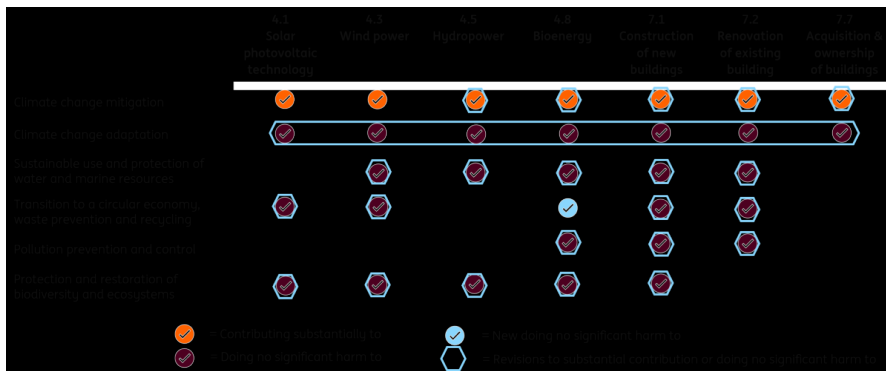 4.1 4.3 4.5 4.8 7.1 7.2 7.7
Solar Wind power Hydropower Bioenergy Construction Renovation Acquisition &
photovoltaic of new of existing ownership
technology buildings building of buildings
Climate change mitigation
Climate change adaptation
Sustainable use and protection of
water and marine resources
Transition to a circular economy,
waste prevention and recycling
Pollution prevention and control
Protection and restoration of
biodiversity and ecosystems
= Contributing substantially to = New doing no significant harm to
= Doing no significant harm to = Revisions to substantial contribution or doing no significant harm to